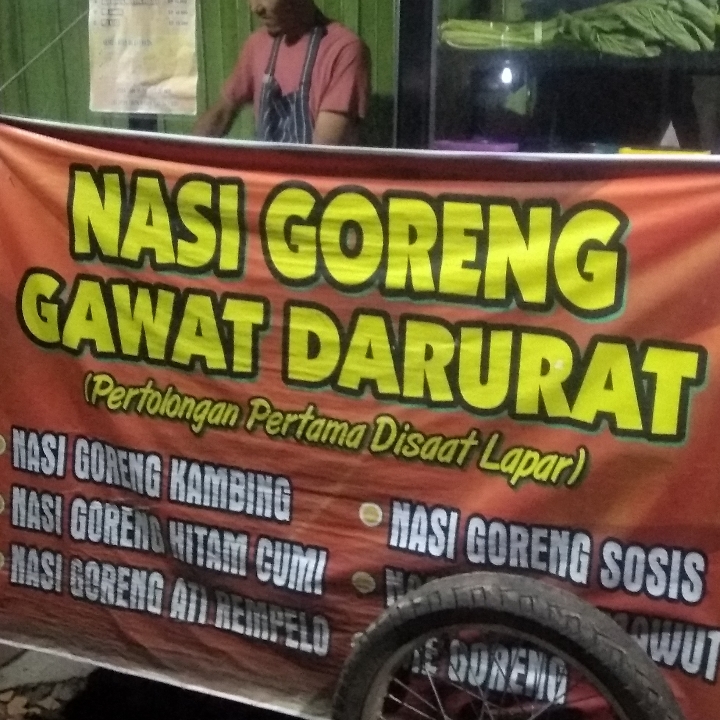 NASI GORENG
GAWAT DARURAT
(Pertolongan Pertama Disaat Lapar)
NASI GORENG KAMBING
NASI GORENG HITAM CUMI
NASI GORENG ATI REMPELO
NASI GORENG SOSIS
GORENG